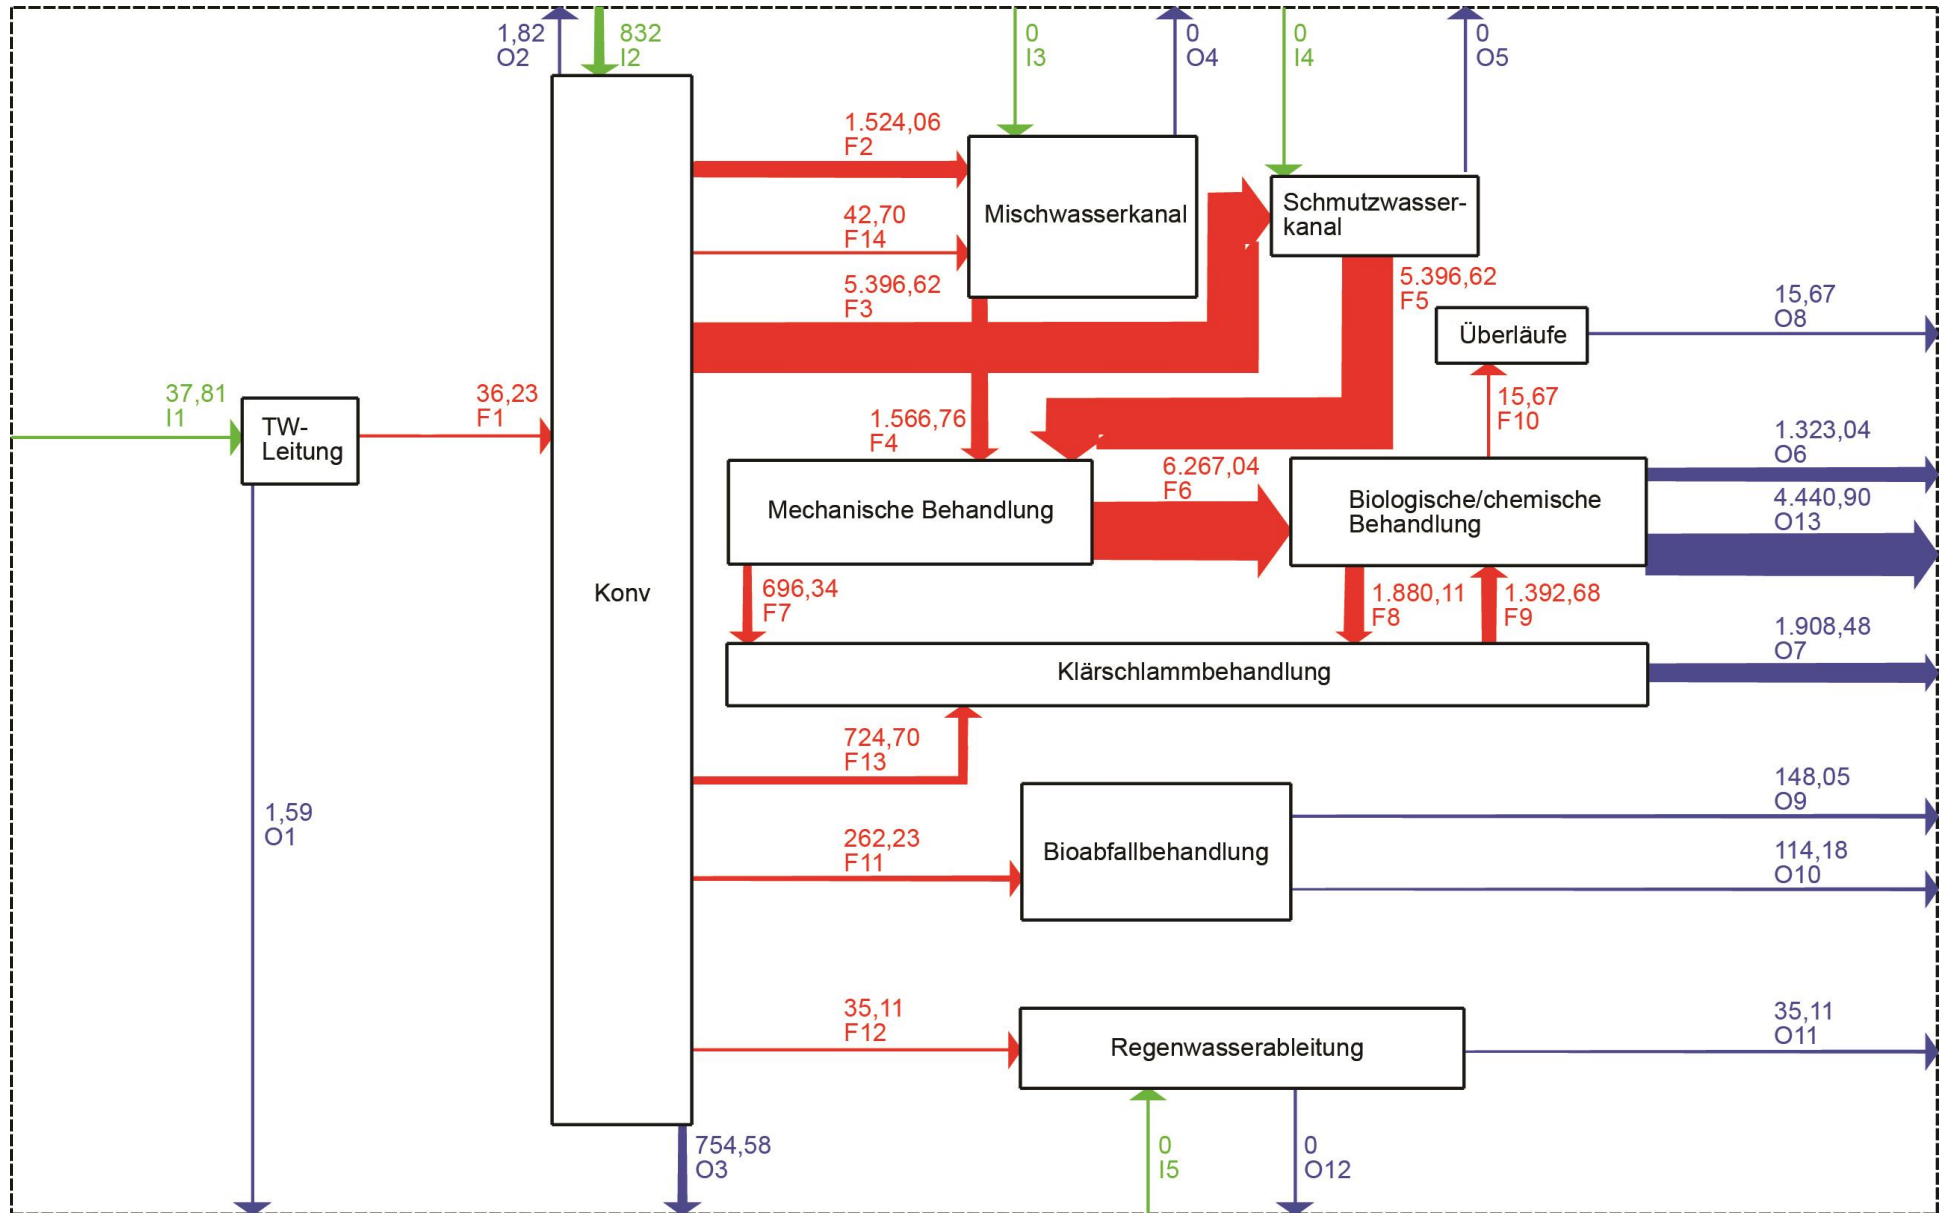 1,82
O2
832
I2
0
I3
0
O4
0
I4
0
O5
1.524,06
F2
42,70
F14
5.396,62
F3
Mischwasserkanal
Schmutzwasser-
kanal
5.396,62
F5
Überläufe
15,67
O8
37,81
I1
TW-
Leitung
36,23
F1
1.566,76
F4
15,67
F10
1.323,04
O6
4.440,90
O13
Mechanische Behandlung
6.267,04
F6
Biologische/chemische
Behandlung
Konv
696,34
F7
1.880,11
F8
1.392,68
F9
1.908,48
O7
Klärschlammbehandlung
724,70
F13
148,05
O9
1,59
O1
262,23
F11
Bioabfallbehandlung
114,18
O10
35,11
F12
Regenwasserableitung
35,11
O11
754,58
O3
0
I5
0
O12